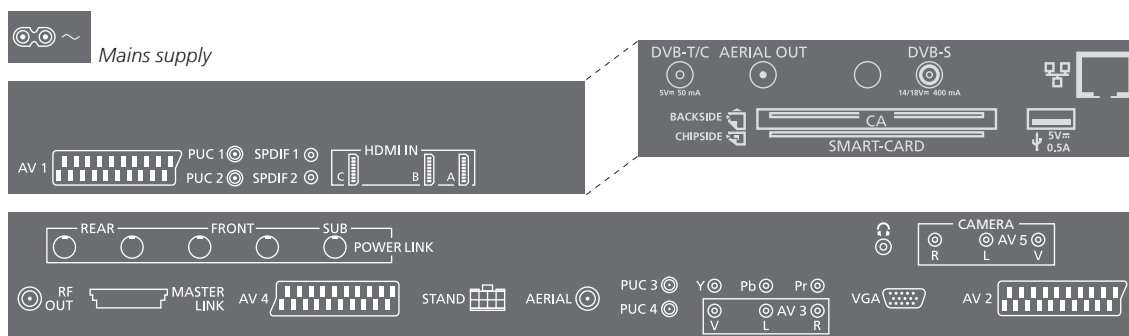 Mains supply
DVB-T/C AERIAL OUT DVB-S
5V⎓ 50 mA 14/18V⎓ 400 mA
BACKSIDE CA
CHIPSIDE SMART-CARD
5V⎓
0.5A
AV 1
PUC 1 SPDIF 1 HDMI IN
PUC 2 SPDIF 2 C B A
REAR FRONT SUB
POWER LINK
CAMERA
AV 5
R L V
RF OUT
MASTER LINK
AV 4
STAND
AERIAL
PUC 3 Y Pb Pr
PUC 4 AV 3
V L R
VGA
AV 2